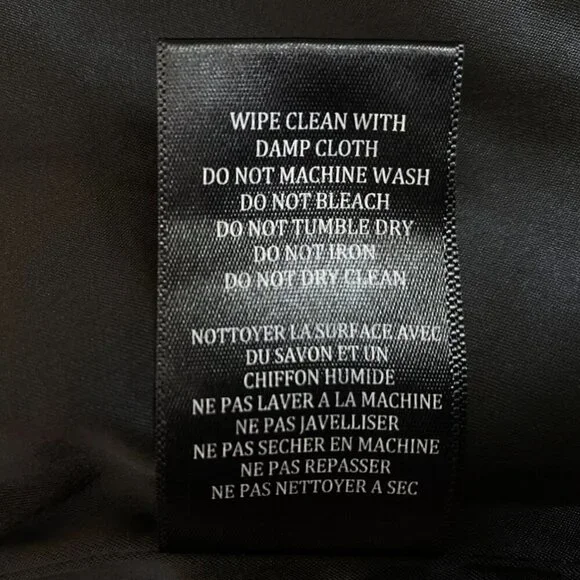 WIPE CLEAN WITH
DAMP CLOTH
DO NOT MACHINE WASH
DO NOT BLEACH
DO NOT TUMBLE DRY
DO NOT IRON
DO NOT DRY CLEAN
NOTTOYER LA SURFACE AVEC
DU SAVON ET UN
CHIFFON HUMIDE
NE PAS LAVER A LA MACHINE
NE PAS JAVELLISER
NE PAS SECHER EN MACHINE
NE PAS REPASSER
NE PAS NETTOYER A SEC